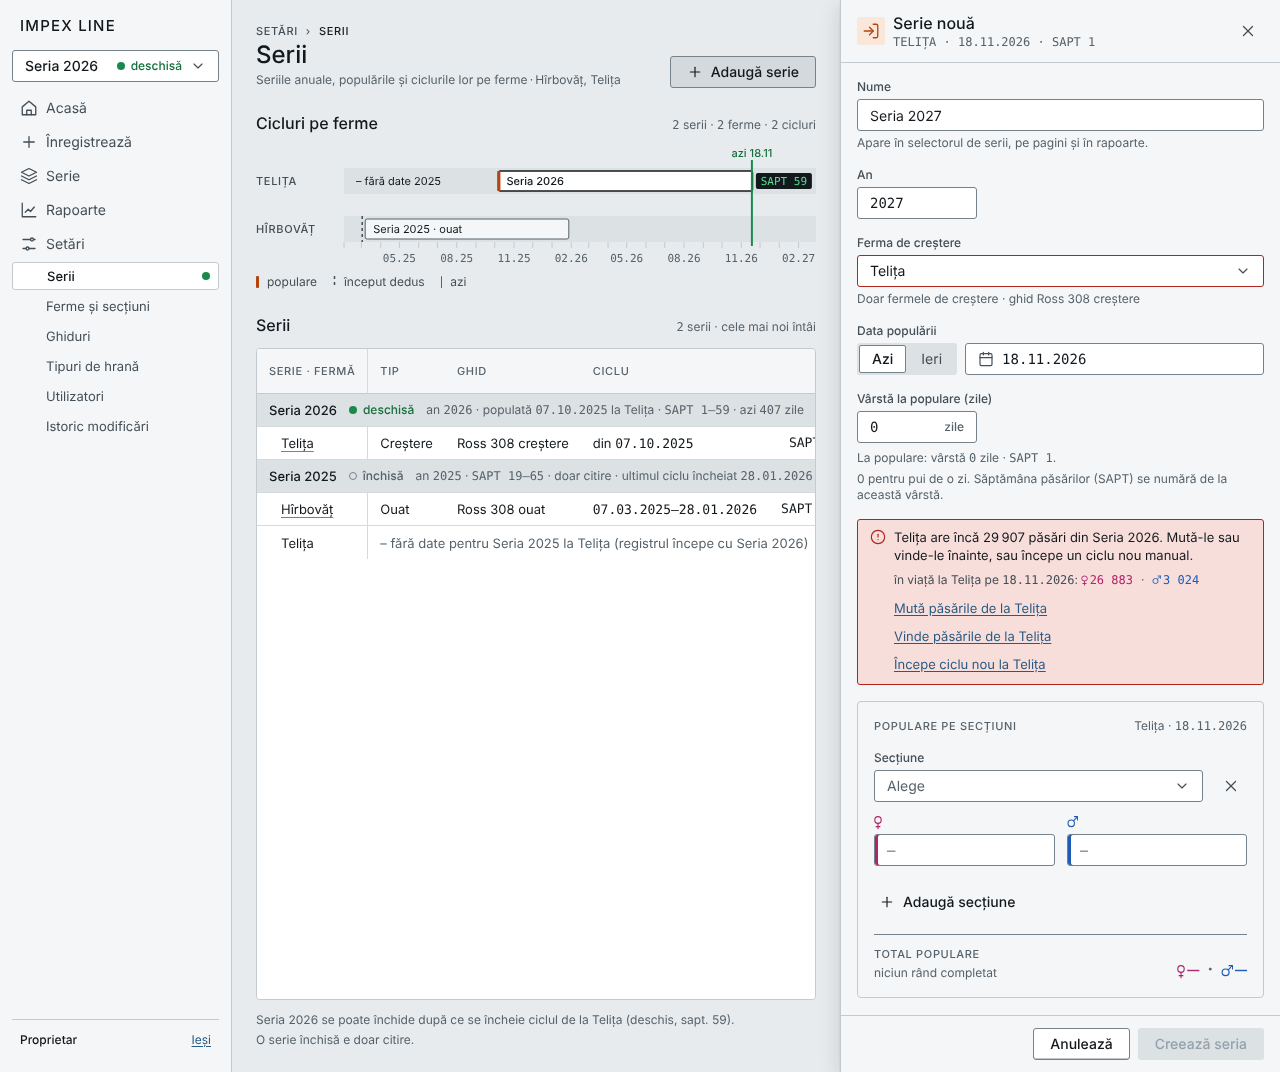 IMPEX LINE
Seria 2026 deschisă
Acasă
Înregistrează
Serie
Rapoarte
Setări
Serii
Ferme și secțiuni
Ghiduri
Tipuri de hrană
Utilizatori
Istoric modificări
Proprietar Ieși
SETĂRI › SERII
Serii
Seriile anuale, populările și ciclurile lor pe ferme · Hîrbovăț, Telița
Adaugă serie
Cicluri pe ferme
2 serii · 2 ferme · 2 cicluri
azi 18.11
TELIȚA – fără date 2025 Seria 2026 SAPT 59
HÎRBOVĂȚ Seria 2025 · ouat
05.25 08.25 11.25 02.26 05.26 08.26 11.26 02.27
populare început dedus azi
Serii
2 serii · cele mai noi întâi
SERIE · FERMĂ TIP GHID CICLU
Seria 2026 deschisă an 2026 · populată 07.10.2025 la Telița · SAPT 1–59 · azi 407 zile
Telița Creștere Ross 308 creștere din 07.10.2025 SAPT
Seria 2025 închisă an 2025 · SAPT 19–65 · doar citire · ultimul ciclu încheiat 28.01.2026
Hîrbovăț Ouat Ross 308 ouat 07.03.2025–28.01.2026 SAPT
Telița – fără date pentru Seria 2025 la Telița (registrul începe cu Seria 2026)
Seria 2026 se poate închide după ce se încheie ciclul de la Telița (deschis, sapt. 59).
O serie închisă e doar citire.
Serie nouă
TELIȚA · 18.11.2026 · SAPT 1
Nume
Seria 2027
Apare în selectorul de serii, pe pagini și în rapoarte.
An
2027
Ferma de creștere
Telița
Doar fermele de creștere · ghid Ross 308 creștere
Data populării
Azi Ieri 18.11.2026
Vârstă la populare (zile)
0 zile
La populare: vârstă 0 zile · SAPT 1.
0 pentru pui de o zi. Săptămâna păsărilor (SAPT) se numără de la
această vârstă.
Telița are încă 29 907 păsări din Seria 2026. Mută-le sau
vinde-le înainte, sau începe un ciclu nou manual.
în viață la Telița pe 18.11.2026: ♀26 883 · ♂3 024
Mută păsările de la Telița
Vinde păsările de la Telița
Începe ciclu nou la Telița
POPULARE PE SECȚIUNI Telița · 18.11.2026
Secțiune
Alege
♀ ♂
– –
Adaugă secțiune
TOTAL POPULARE
niciun rând completat ♀— · ♂—
Anulează Creează seria